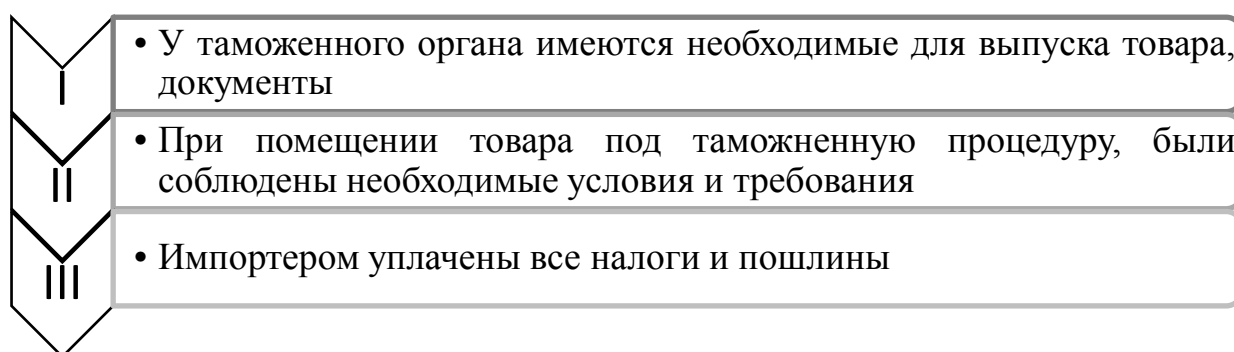 • У таможенного органа имеются необходимые для выпуска товара,
I
документы
• При помещении товара под таможненную процедуру, были
II
соблюдены необходимые условия и требования
III
• Импортером уплачены все налоги и пошлины